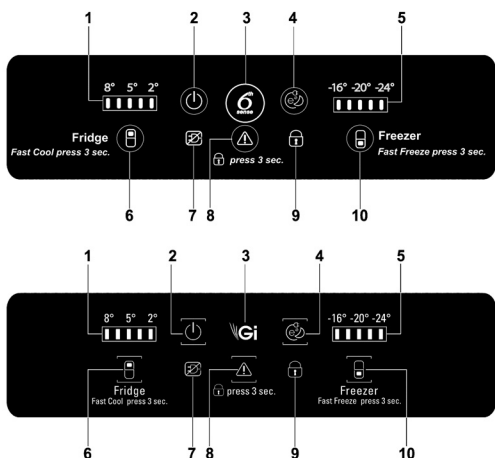 1 2 3 4 5
8° 5° 2° 6th sense e -16° -20° -24°
Fridge Freezer
Fast Cool press 3 sec. press 3 sec. Fast Freeze press 3 sec.
6 7 8 9 10
1 2 3 4 5
8° 5° 2° Gi e -16° -20° -24°
Fridge press 3 sec. Freezer
Fast Cool press 3 sec. Fast Freeze press 3 sec.
6 7 8 9 10